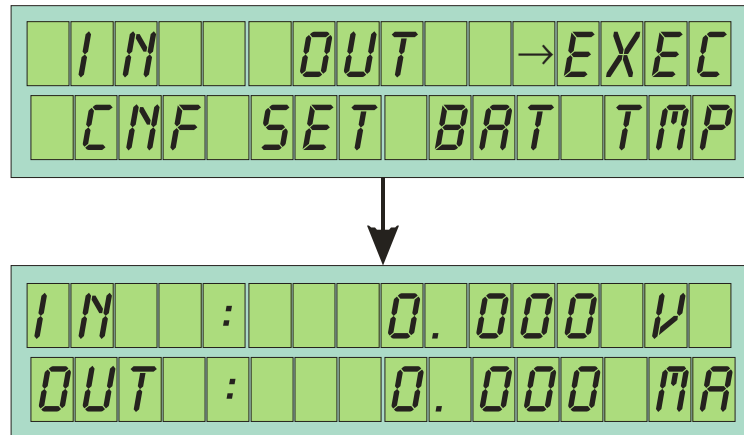 IN OUT →EXEC
CNF SET BAT TMP
IN : 0.000 V
OUT : 0.000 MA